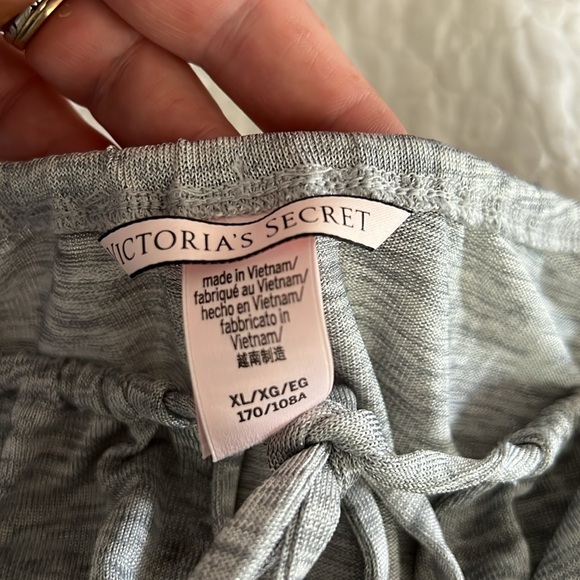 VICTORIA'S SECRET
made in Vietnam/
fabriqué au Vietnam/
hecho en Vietnam/
fabbricato in
Vietnam/
越南制造
XL/XG/EG
170/108A